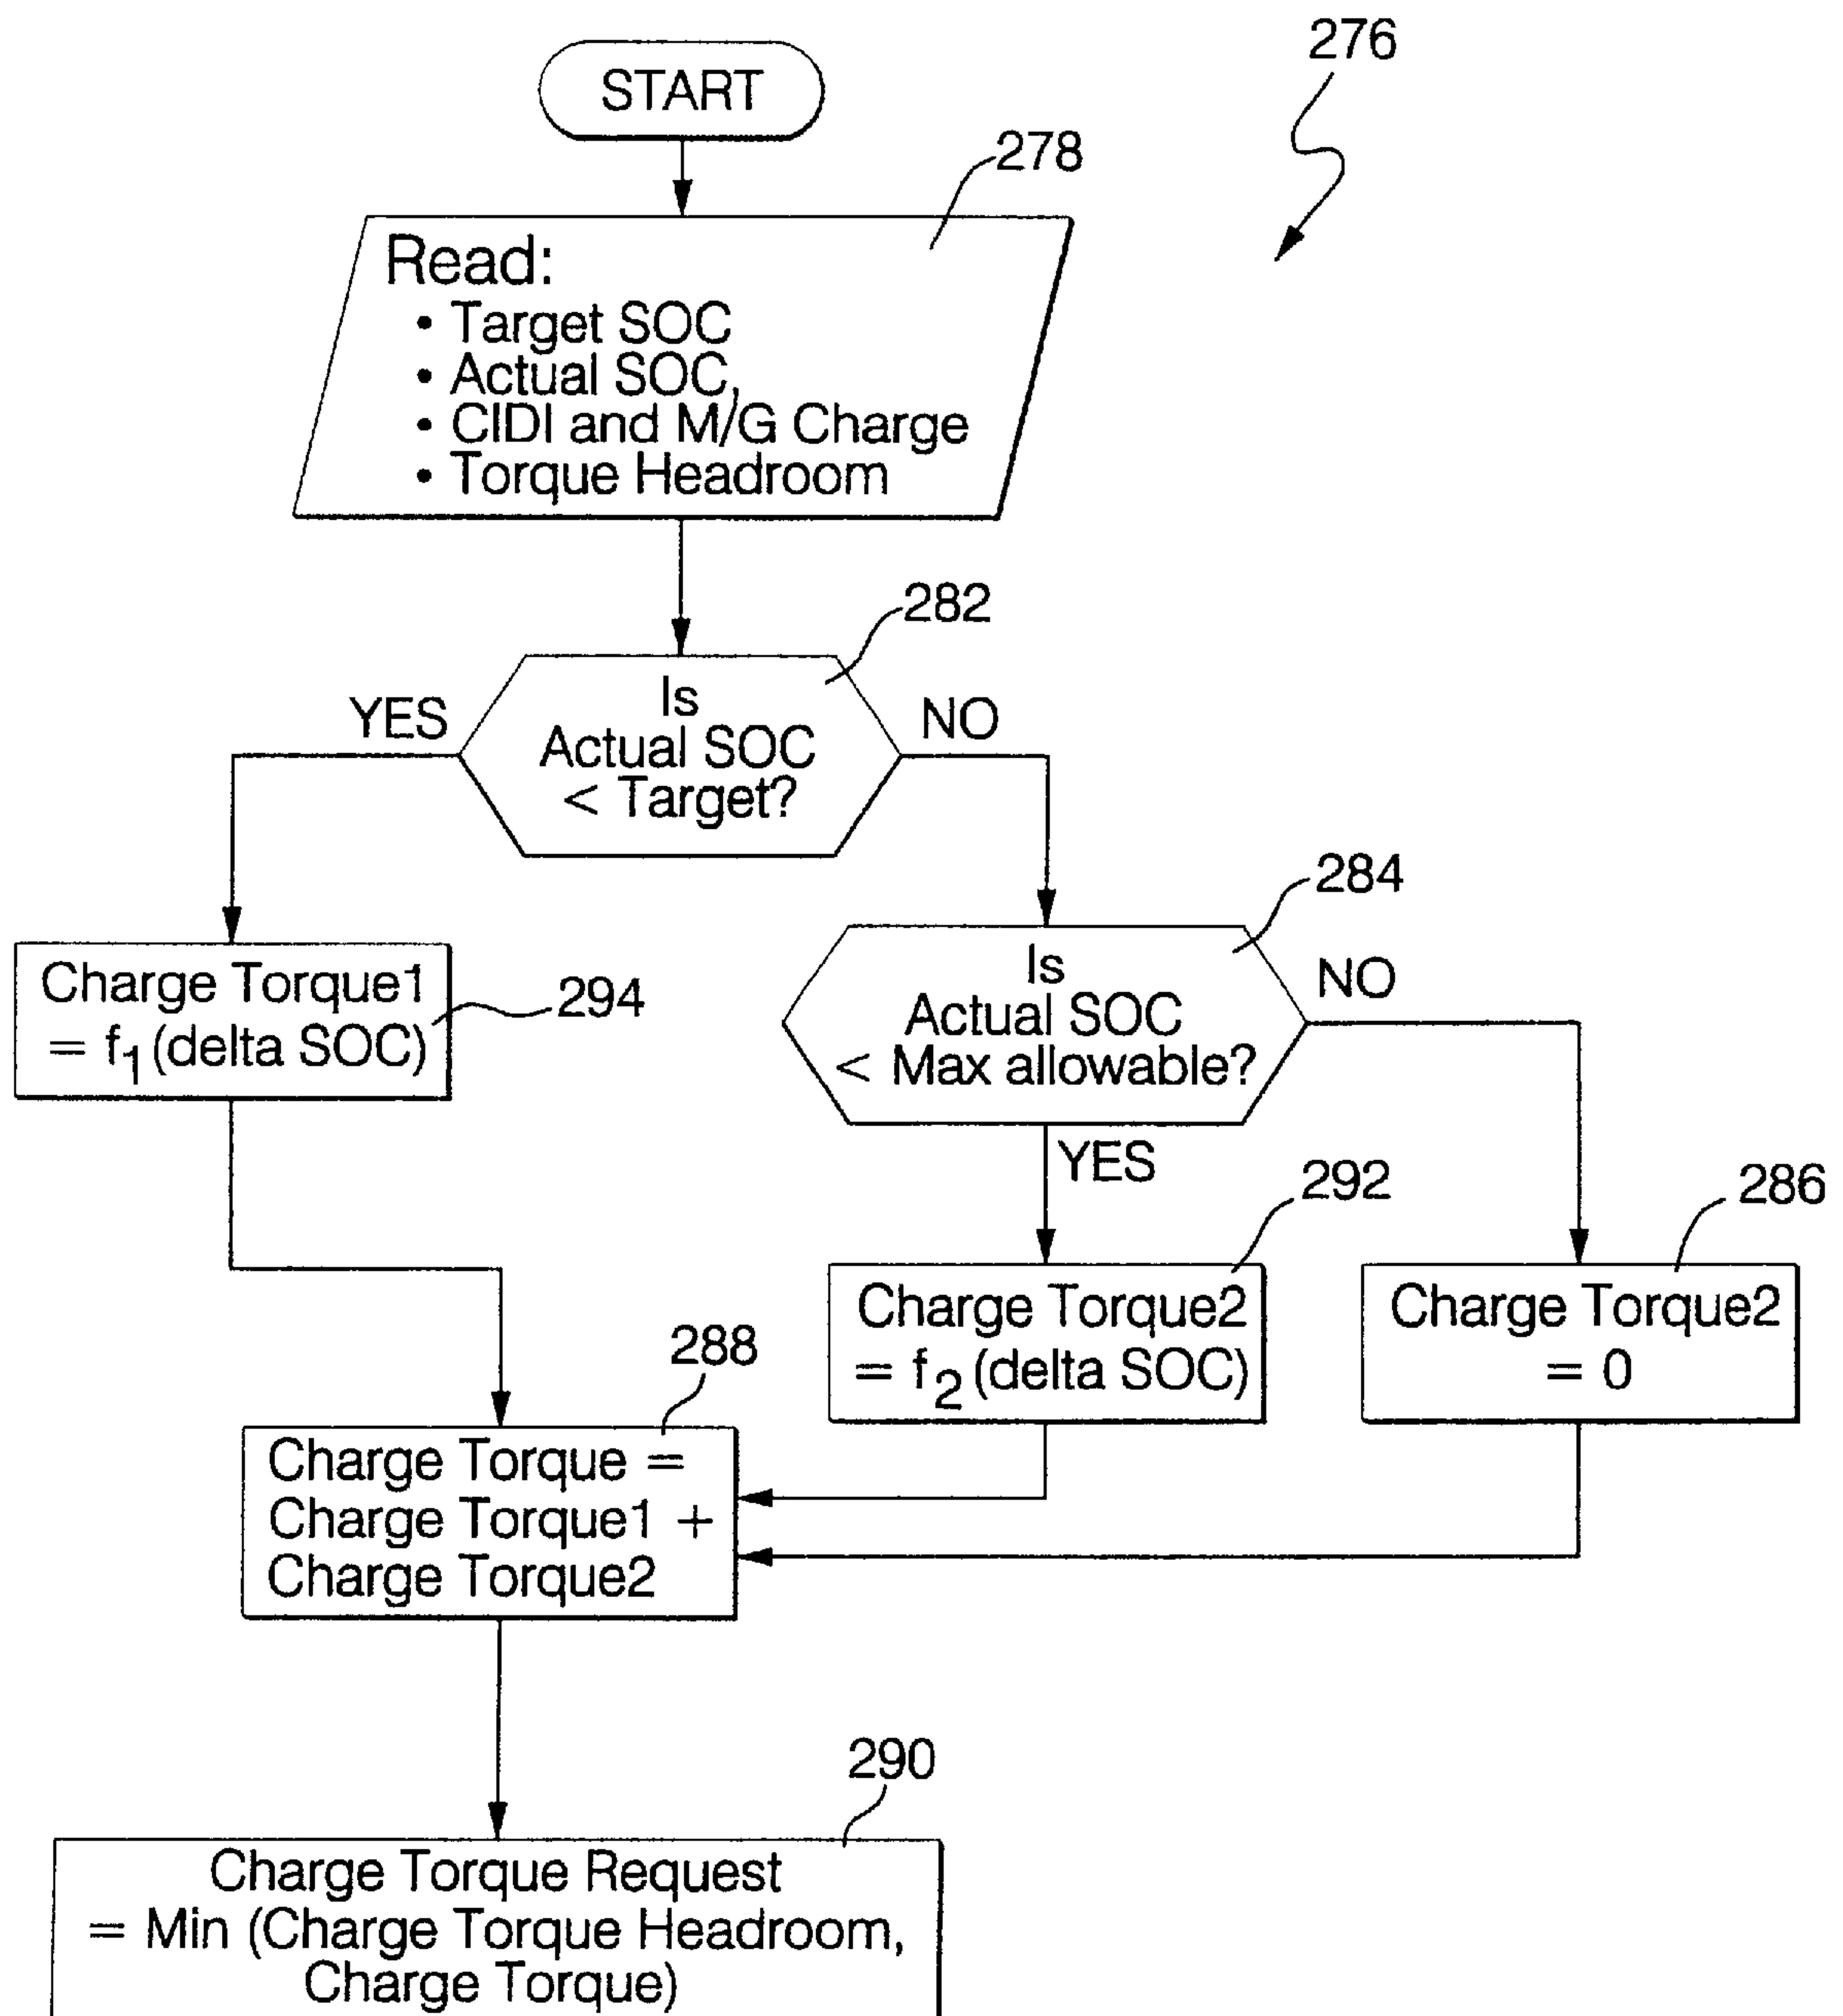 276
START
278
Read:
• Target SOC
• Actual SOC,
• CIDI and M/G Charge
• Torque Headroom
282
YES
Is
Actual SOC
< Target?
NO
284
Is
Actual SOC
< Max allowable?
NO
YES
Charge Torque1
= f1 (delta SOC)
294
292
Charge Torque2
= f2 (delta SOC)
286
Charge Torque2
= 0
288
Charge Torque =
Charge Torque1 +
Charge Torque2
290
Charge Torque Request
= Min (Charge Torque Headroom,
Charge Torque)